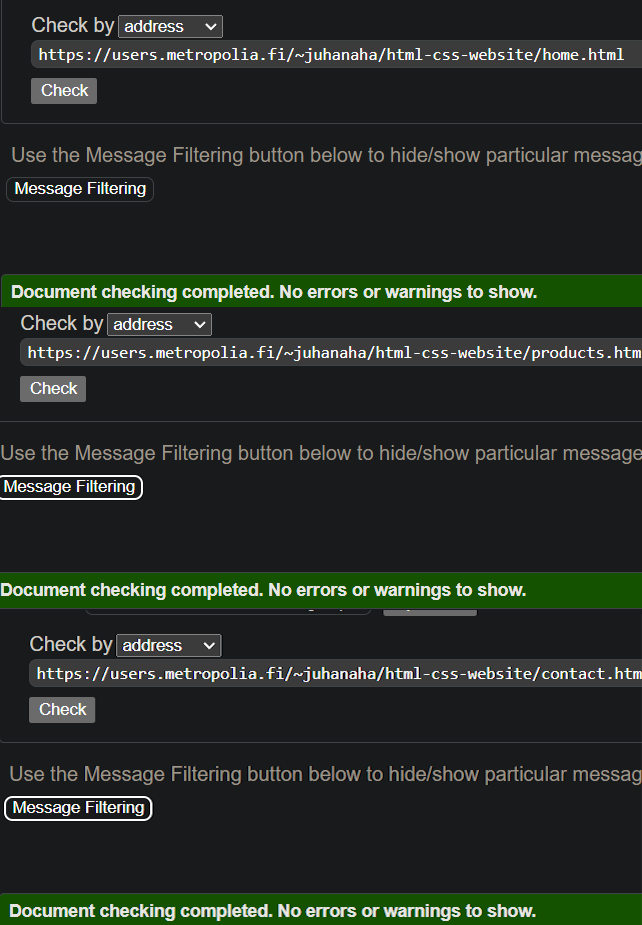 Check by address
https://users.metropolia.fi/~juhanaha/html-css-website/home.html
Check
Use the Message Filtering button below to hide/show particular messag
Message Filtering
Document checking completed. No errors or warnings to show.
Check by address
https://users.metropolia.fi/~juhanaha/html-css-website/products.htm
Check
Use the Message Filtering button below to hide/show particular message
Message Filtering
Document checking completed. No errors or warnings to show.
Check by address
https://users.metropolia.fi/~juhanaha/html-css-website/contact.htm
Check
Use the Message Filtering button below to hide/show particular messag
Message Filtering
Document checking completed. No errors or warnings to show.